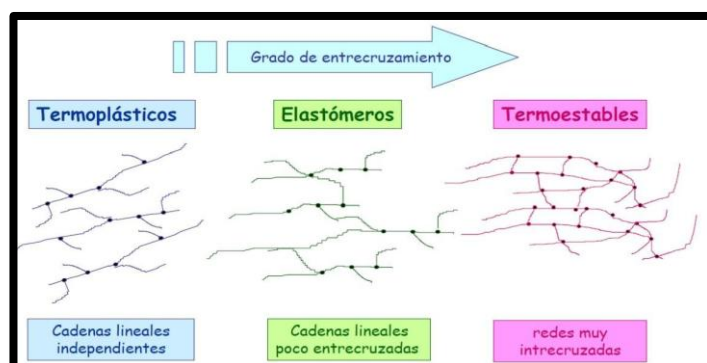 Grado de entrecruzamiento
Termoplásticos
Elastómeros
Termoestables
Cadenas lineales
independientes
Cadenas lineales
poco entrecruzadas
redes muy
intrecruzadas